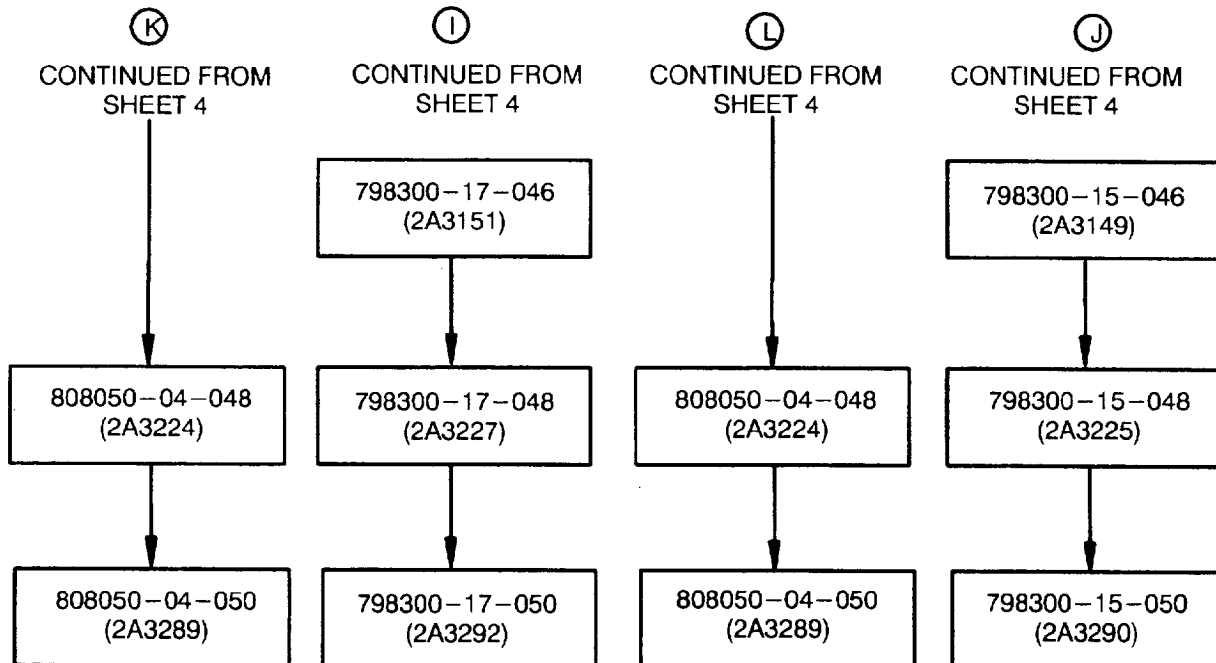 K
CONTINUED FROM
SHEET 4
808050-04-048
(2A3224)
808050-04-050
(2A3289)
I
CONTINUED FROM
SHEET 4
798300-17-046
(2A3151)
798300-17-048
(2A3227)
798300-17-050
(2A3292)
L
CONTINUED FROM
SHEET 4
808050-04-048
(2A3224)
808050-04-050
(2A3289)
J
CONTINUED FROM
SHEET 4
798300-15-046
(2A3149)
798300-15-048
(2A3225)
798300-15-050
(2A3290)